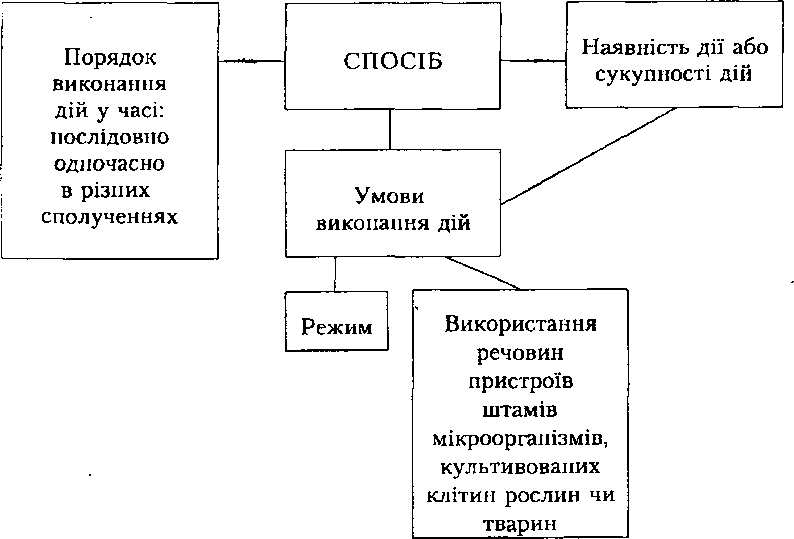 Порядок
виконання
дій у часі:
послідовно
одночасно
в різних
сполученнях
СПОСІБ
Наявність дії або
сукупності дій
Умови
виконання дій
Режим
Використання
речовин
пристроїв
штамів
мікроорганізмів,
культивованих
клітин рослин чи
тварин